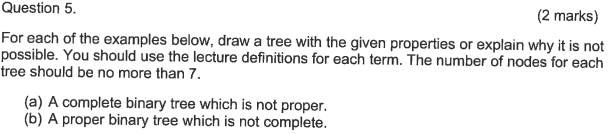 Question 5.
(2 marks)
For each of the examples below, draw a tree with the given properties or explain why it is not
possible. You should use the lecture definitions for each term. The number of nodes for each
tree should be no more than 7.
(a) A complete binary tree which is not proper.
(b) A proper binary tree which is not complete.